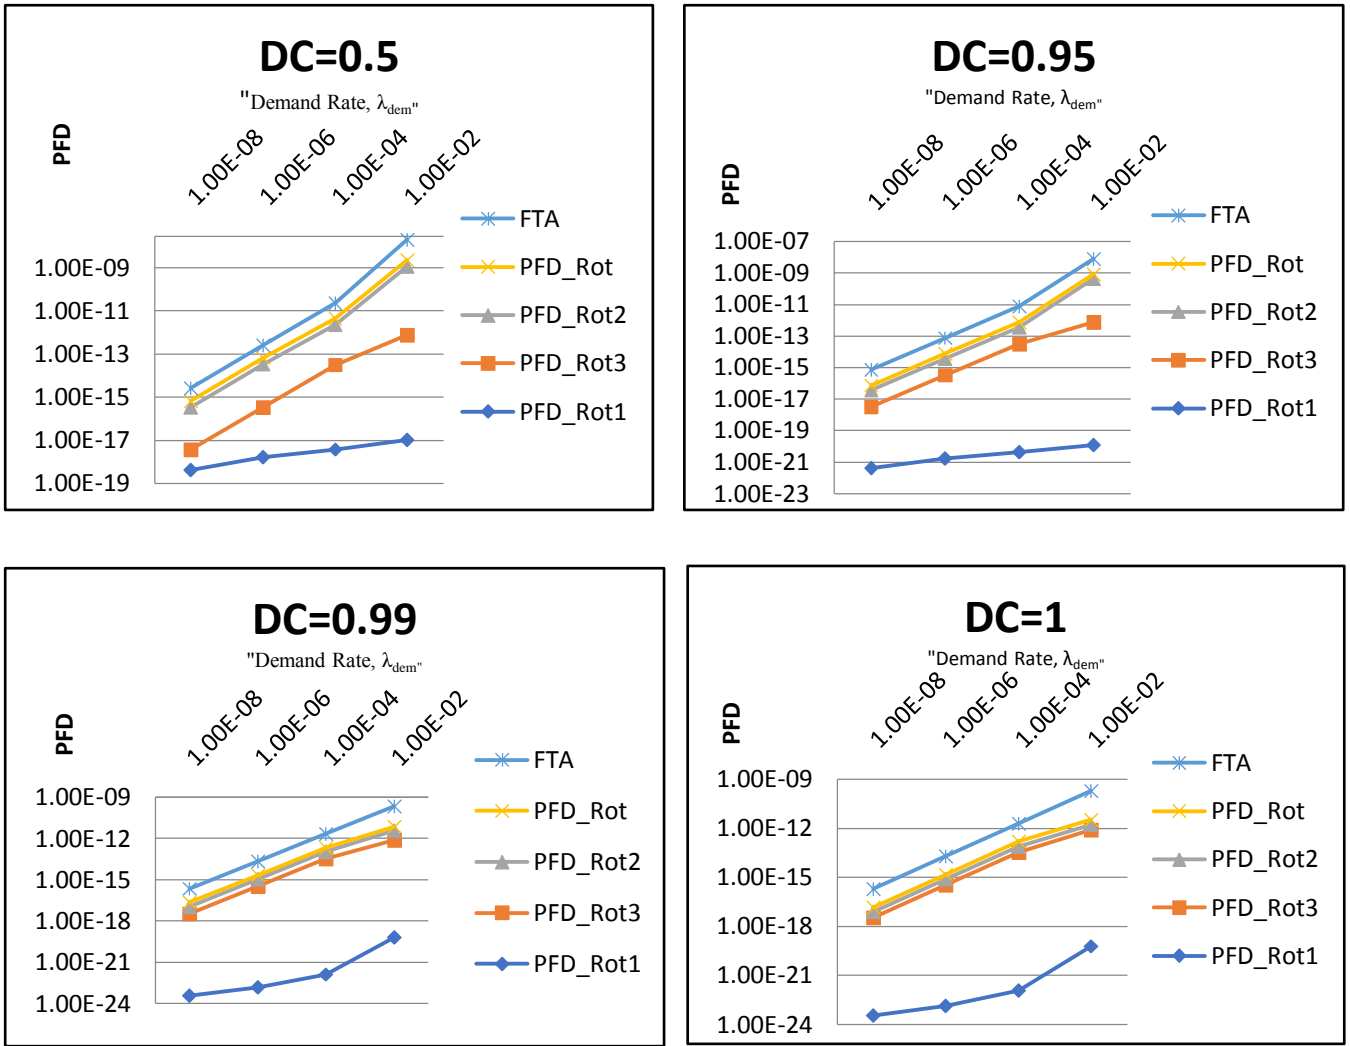 DC=0.5
"Demand Rate, λdem"
PFD
1.00E-08
1.00E-06
1.00E-04
1.00E-02
1.00E-09
1.00E-11
1.00E-13
1.00E-15
1.00E-17
1.00E-19
FTA
PFD_Rot
PFD_Rot2
PFD_Rot3
PFD_Rot1
DC=0.95
"Demand Rate, λdem"
PFD
1.00E-08
1.00E-06
1.00E-04
1.00E-02
1.00E-07
1.00E-09
1.00E-11
1.00E-13
1.00E-15
1.00E-17
1.00E-19
1.00E-21
1.00E-23
FTA
PFD_Rot
PFD_Rot2
PFD_Rot3
PFD_Rot1
DC=0.99
"Demand Rate, λdem"
PFD
1.00E-08
1.00E-06
1.00E-04
1.00E-02
1.00E-09
1.00E-12
1.00E-15
1.00E-18
1.00E-21
1.00E-24
FTA
PFD_Rot
PFD_Rot2
PFD_Rot3
PFD_Rot1
DC=1
"Demand Rate, λdem"
PFD
1.00E-08
1.00E-06
1.00E-04
1.00E-02
1.00E-09
1.00E-12
1.00E-15
1.00E-18
1.00E-21
1.00E-24
FTA
PFD_Rot
PFD_Rot2
PFD_Rot3
PFD_Rot1